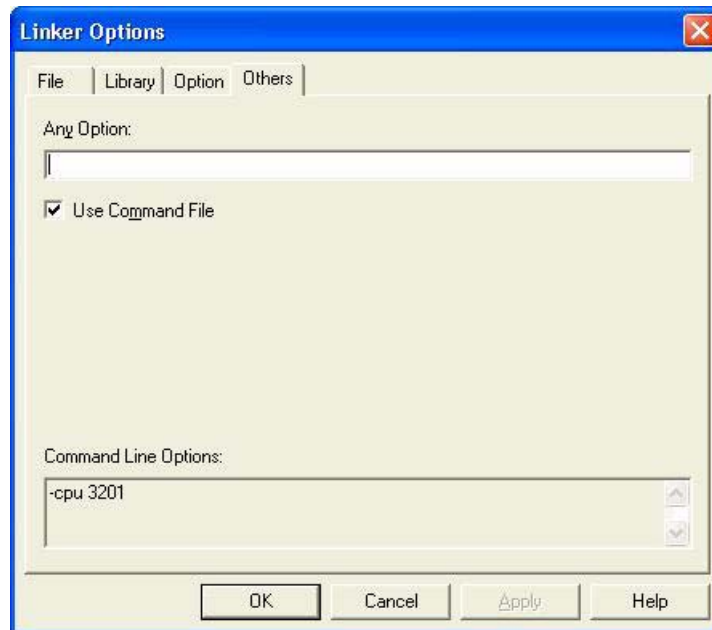 Linker Options
File Library Option Others
Any Option:
Use Command File
Command Line Options:
-cpu 3201
OK Cancel Apply Help